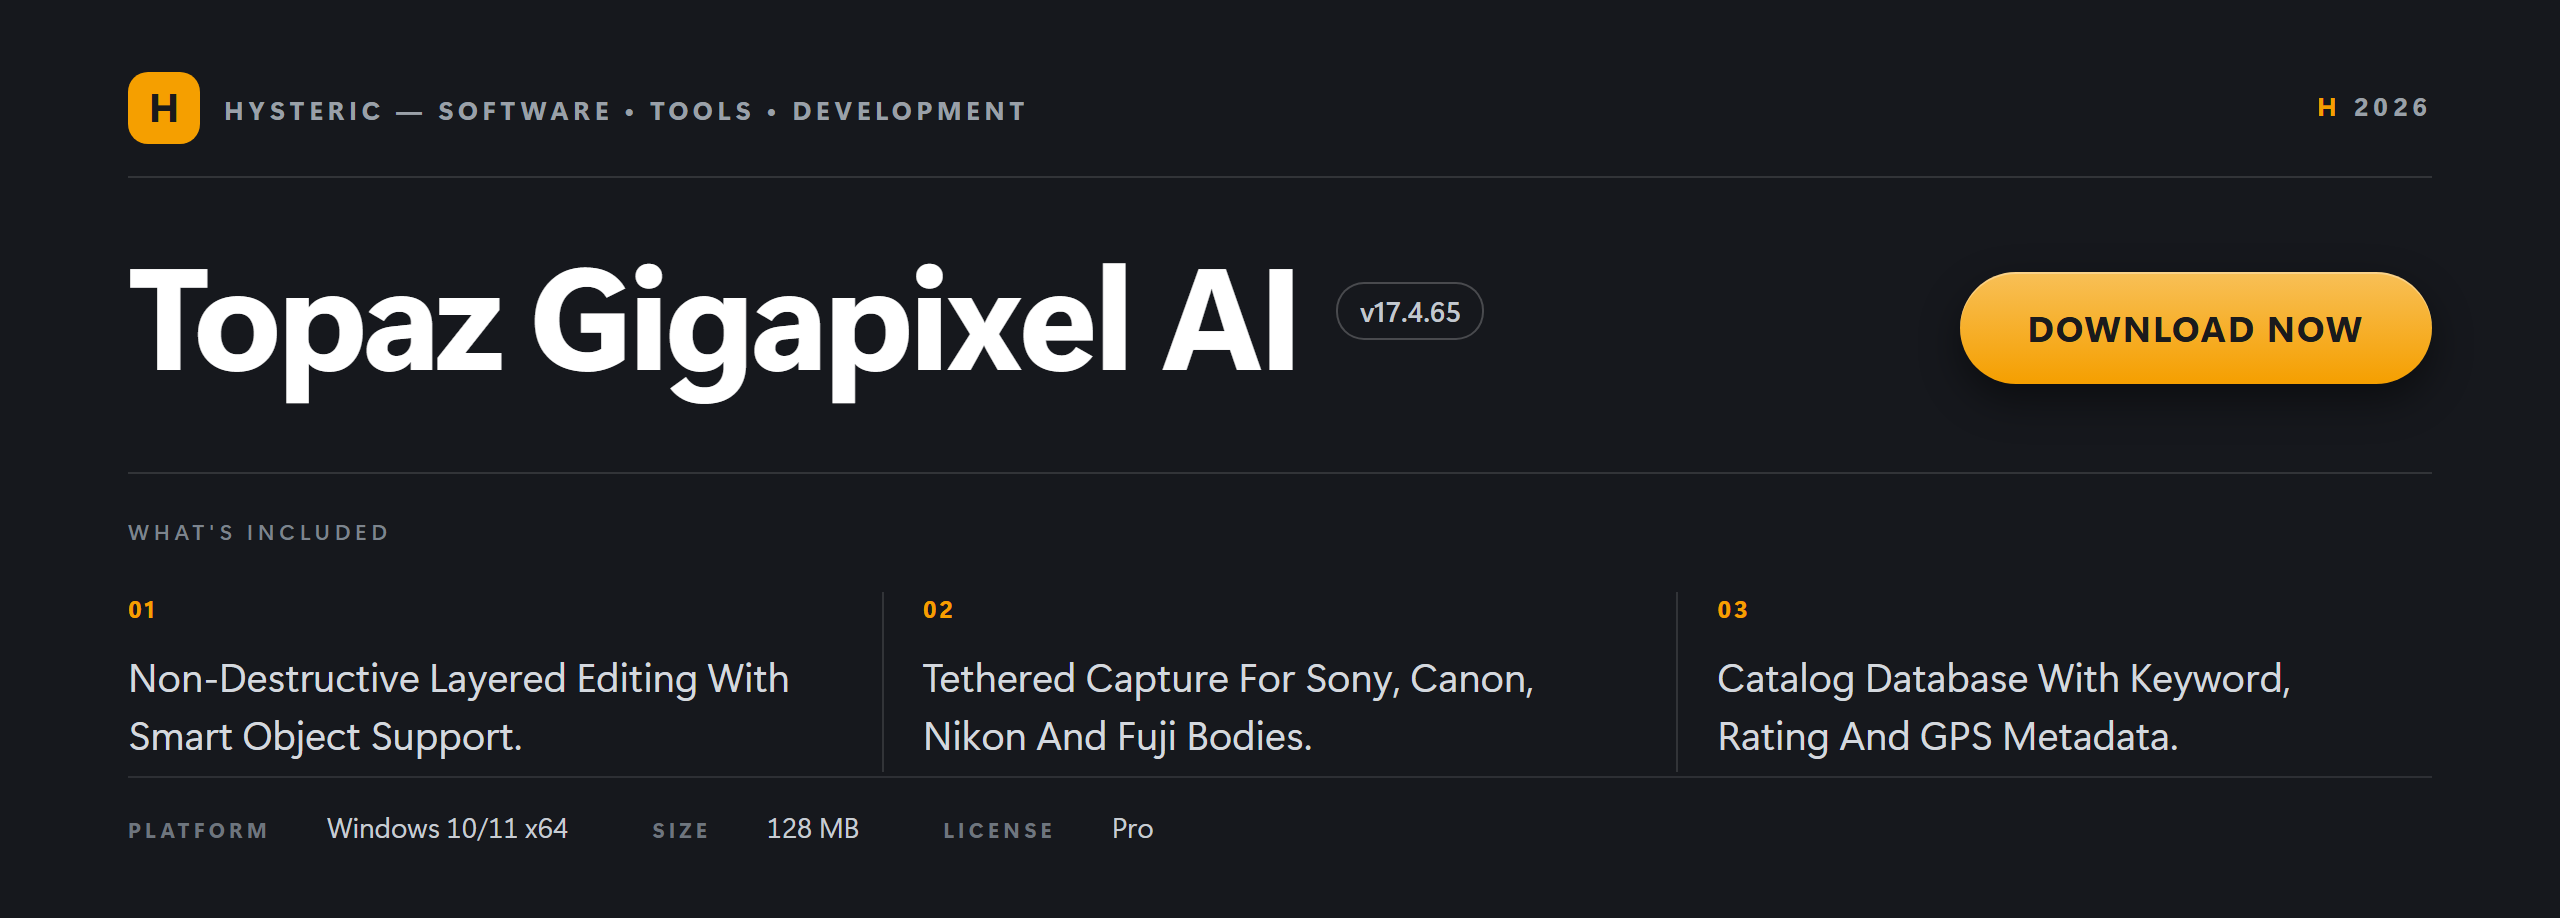 H HYSTERIC — SOFTWARE • TOOLS • DEVELOPMENT
H 2026
Topaz Gigapixel AI v17.4.65
DOWNLOAD NOW
WHAT'S INCLUDED
01
Non-Destructive Layered Editing With
Smart Object Support.
02
Tethered Capture For Sony, Canon,
Nikon And Fuji Bodies.
03
Catalog Database With Keyword,
Rating And GPS Metadata.
PLATFORM Windows 10/11 x64 SIZE 128 MB LICENSE Pro